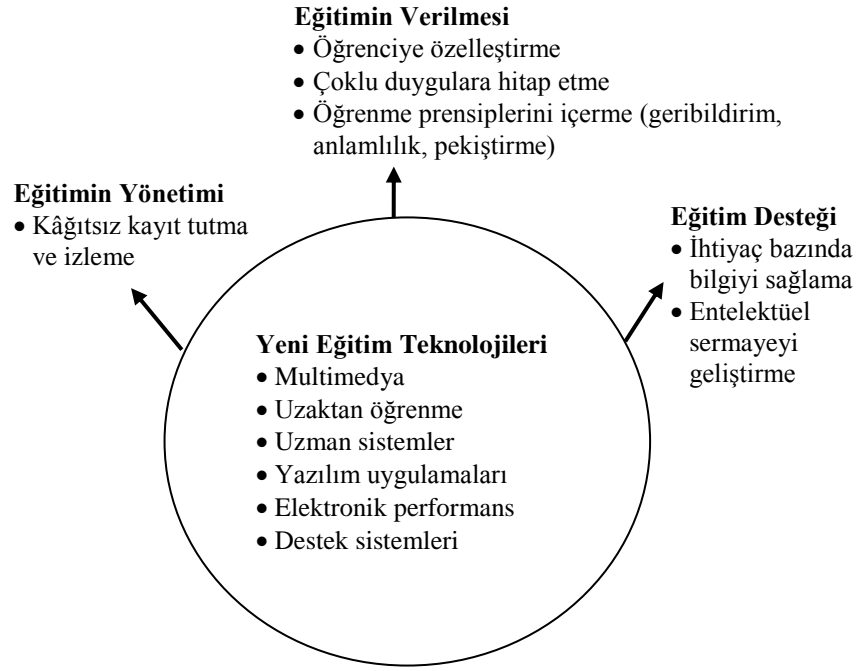 Eğitimin Verilmesi
• Öğrenciye özelleştirme
• Çoklu duygulara hitap etme
• Öğrenme prensiplerini içerme (geribildirim,
anlamlılık, pekiştirme)
Eğitimin Yönetimi
• Kâğıtsız kayıt tutma
ve izleme
Eğitim Desteği
• İhtiyaç bazında
bilgiyi sağlama
• Entelektüel
sermayeyi
geliştirme
Yeni Eğitim Teknolojileri
• Multimedya
• Uzaktan öğrenme
• Uzman sistemler
• Yazılım uygulamaları
• Elektronik performans
• Destek sistemleri